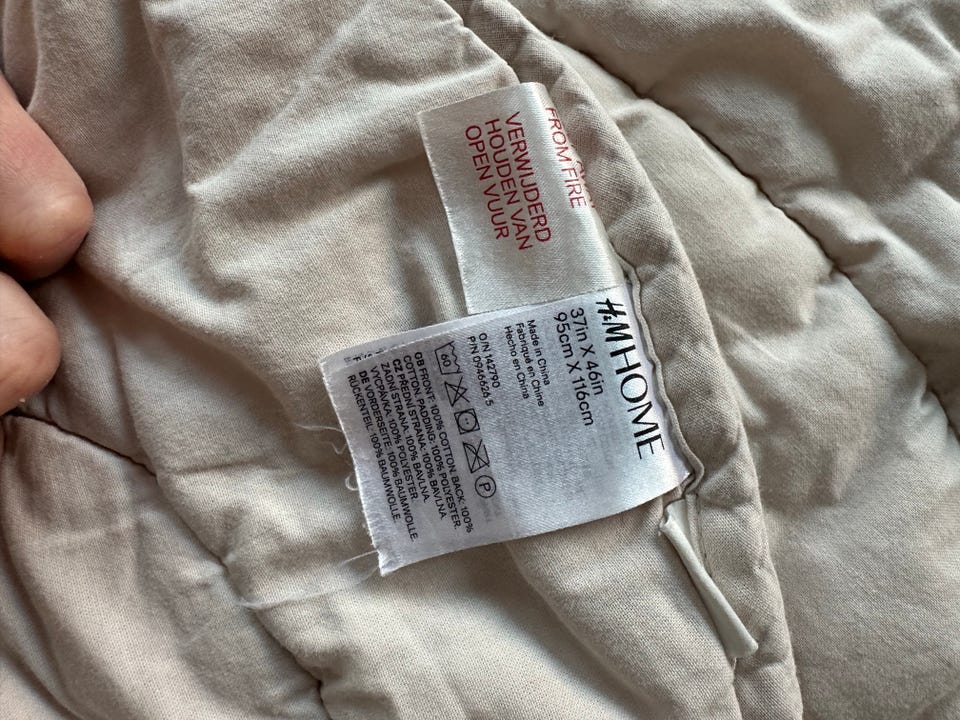 FROM FIRE
VERWIJDERD
HOUDEN VAN
OPEN VUUR
H&M HOME
37in X 46in
95cm X 116cm
Made in China
Fabriqué en Chine
Hecho en China
O/N 142790
P/N 0946626 5
60
P
GB FRONT: 100% COTTON. BACK: 100%
COTTON. PADDING: 100% POLYESTER.
CZ PŘEDNÍ STRANA: 100% BAVLNA.
ZADNÍ STRANA: 100% BAVLNA.
VÝCPÁVKA: 100% POLYESTER.
DE VORDERSEITE: 100% BAUMWOLLE.
RÜCKENTEIL: 100% BAUMWOLLE.